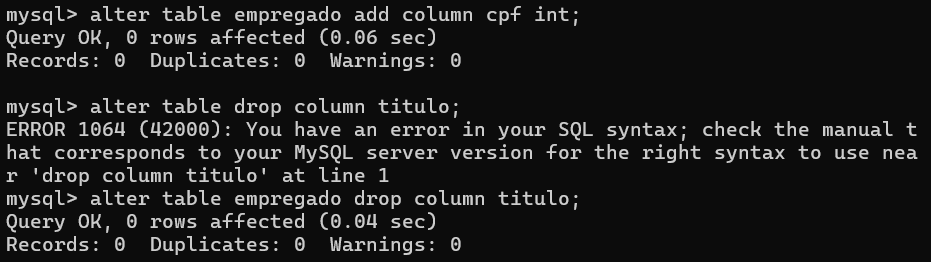 mysql> alter table empregado add column cpf int;
Query OK, 0 rows affected (0.06 sec)
Records: 0  Duplicates: 0  Warnings: 0

mysql> alter table drop column titulo;
ERROR 1064 (42000): You have an error in your SQL syntax; check the manual t
hat corresponds to your MySQL server version for the right syntax to use nea
r 'drop column titulo' at line 1
mysql> alter table empregado drop column titulo;
Query OK, 0 rows affected (0.04 sec)
Records: 0  Duplicates: 0  Warnings: 0